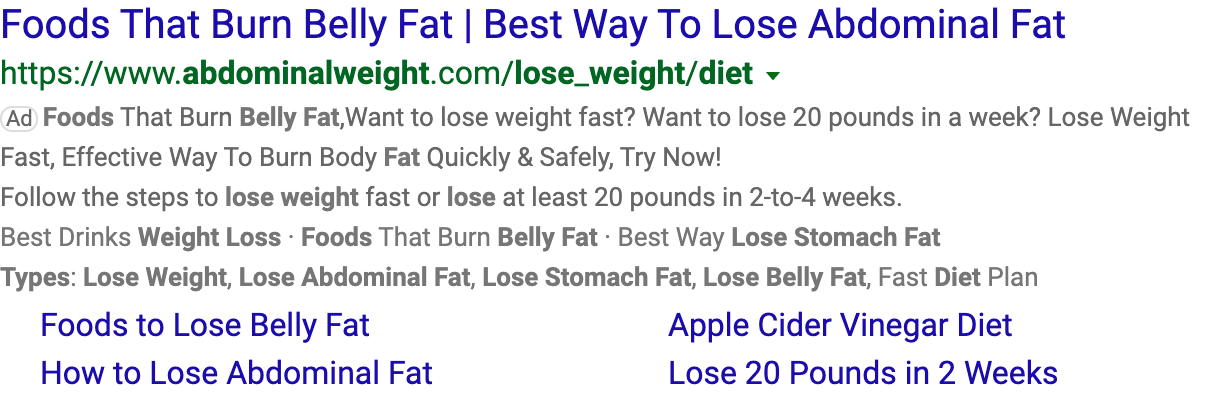 Foods That Burn Belly Fat | Best Way To Lose Abdominal Fat
https://www.abdominalweight.com/lose_weight/diet
Ad Foods That Burn Belly Fat,Want to lose weight fast? Want to lose 20 pounds in a week? Lose Weight
Fast, Effective Way To Burn Body Fat Quickly & Safely, Try Now!
Follow the steps to lose weight fast or lose at least 20 pounds in 2-to-4 weeks.
Best Drinks Weight Loss · Foods That Burn Belly Fat · Best Way Lose Stomach Fat
Types: Lose Weight, Lose Abdominal Fat, Lose Stomach Fat, Lose Belly Fat, Fast Diet Plan
Foods to Lose Belly Fat
Apple Cider Vinegar Diet
How to Lose Abdominal Fat
Lose 20 Pounds in 2 Weeks